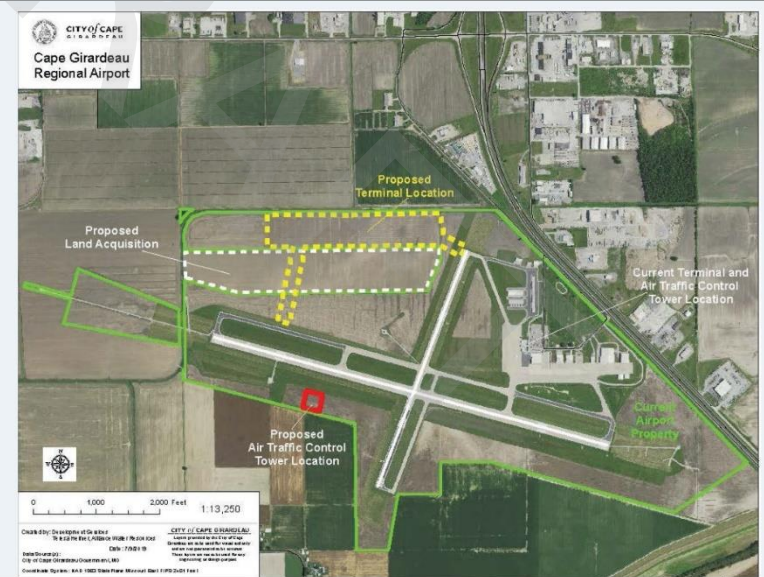 CITY of CAPE
GIRARDEAU
Cape Girardeau
Regional Airport
Proposed
Terminal Location
Proposed
Land Acquisition
Current Terminal and
Air Traffic Control
Tower Location
Current
Airport
Property
Proposed
Air Traffic Control
Tower Location
N
0 1,000 2,000 Feet
1:13,250
CITY of CAPE GIRARDEAU